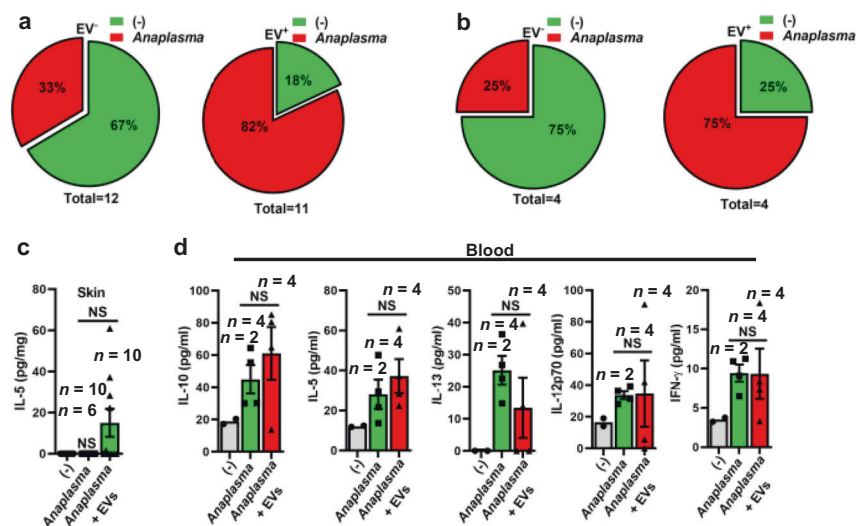 a
EV-
(-)
Anaplasma
33%
67%
Total=12
EV+
(-)
Anaplasma
18%
82%
Total=11
b
EV-
(-)
Anaplasma
25%
75%
Total=4
EV+
(-)
Anaplasma
25%
75%
Total=4
c
Skin
IL-5 (pg/mg)
80
60
40
20
0
NS
n = 10
n = 10
n = 6
NS
(-)
Anaplasma
Anaplasma
+ EVs
d
Blood
IL-10 (pg/ml)
100
80
60
40
20
0
n = 4
NS
n = 4
n = 2
(-)
Anaplasma
Anaplasma
+ EVs
IL-5 (pg/ml)
80
60
40
20
0
n = 4
NS
n = 4
n = 2
(-)
Anaplasma
Anaplasma
+ EVs
IL-13 (pg/ml)
50
40
30
20
10
0
n = 4
NS
n = 4
n = 2
(-)
Anaplasma
Anaplasma
+ EVs
IL-12p70 (pg/ml)
100
80
60
40
20
0
n = 4
n = 4
NS
n = 2
(-)
Anaplasma
Anaplasma
+ EVs
IFN-γ (pg/ml)
20
15
10
5
0
n = 4
n = 4
NS
n = 2
(-)
Anaplasma
Anaplasma
+ EVs